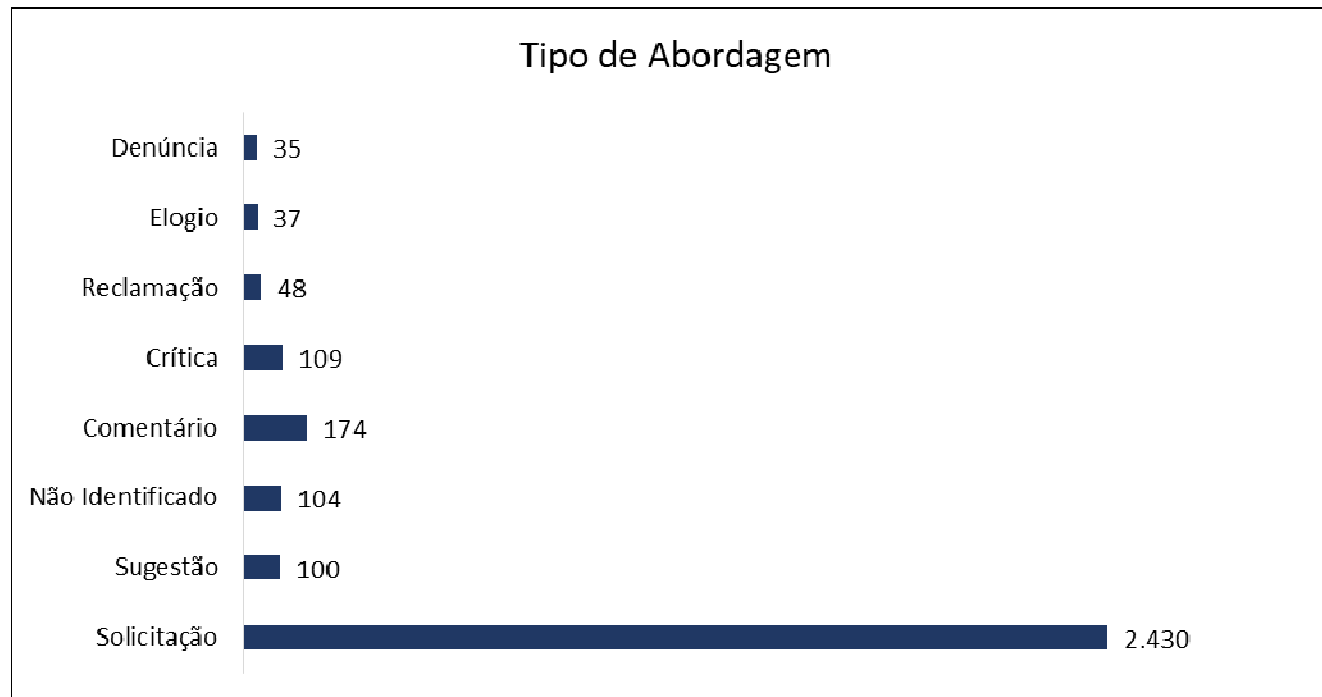 Tipo de Abordagem
Denúncia 35
Elogio 37
Reclamação 48
Crítica 109
Comentário 174
Não Identificado 104
Sugestão 100
Solicitação 2.430